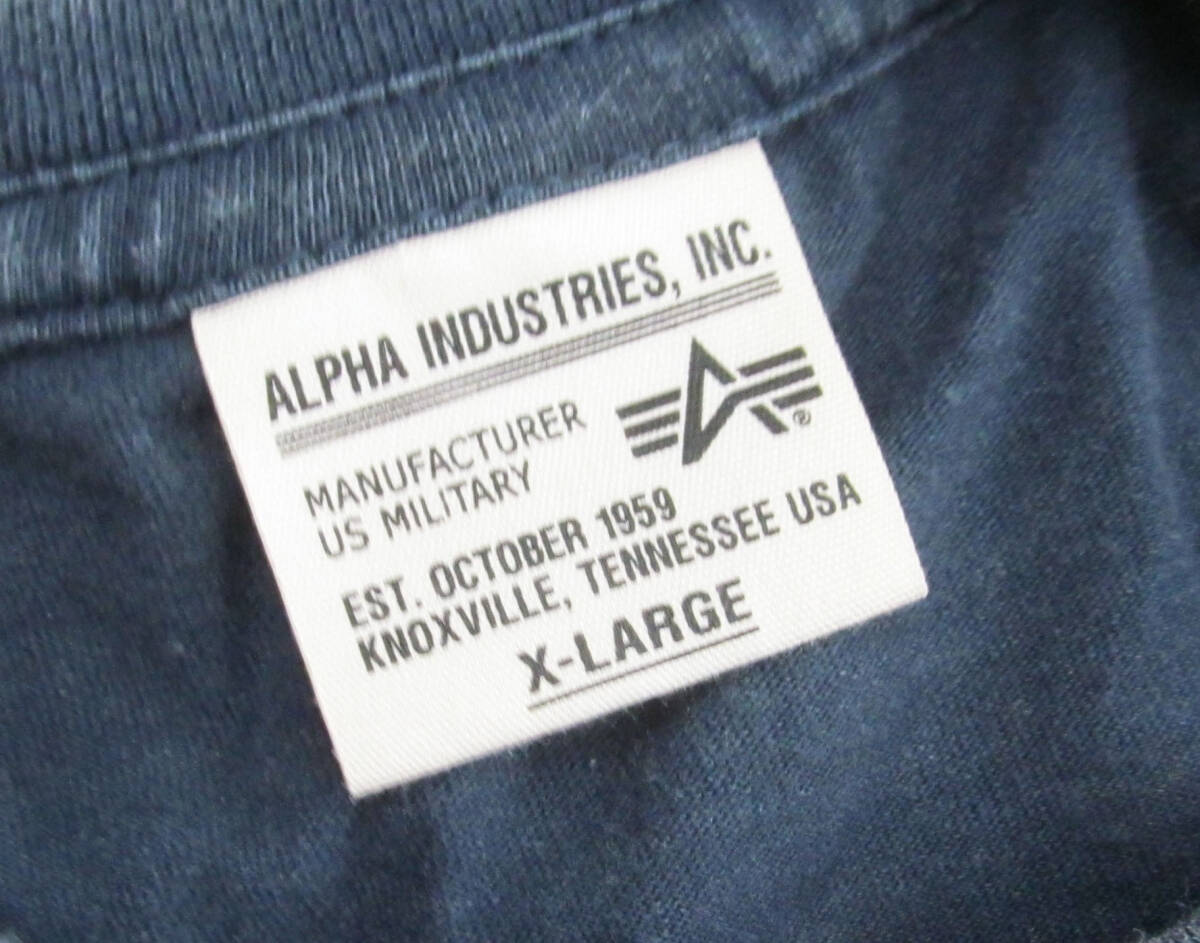 ALPHA INDUSTRIES, INC.
MANUFACTURER
US MILITARY
®
EST. OCTOBER 1959
KNOXVILLE, TENNESSEE USA
X-LARGE